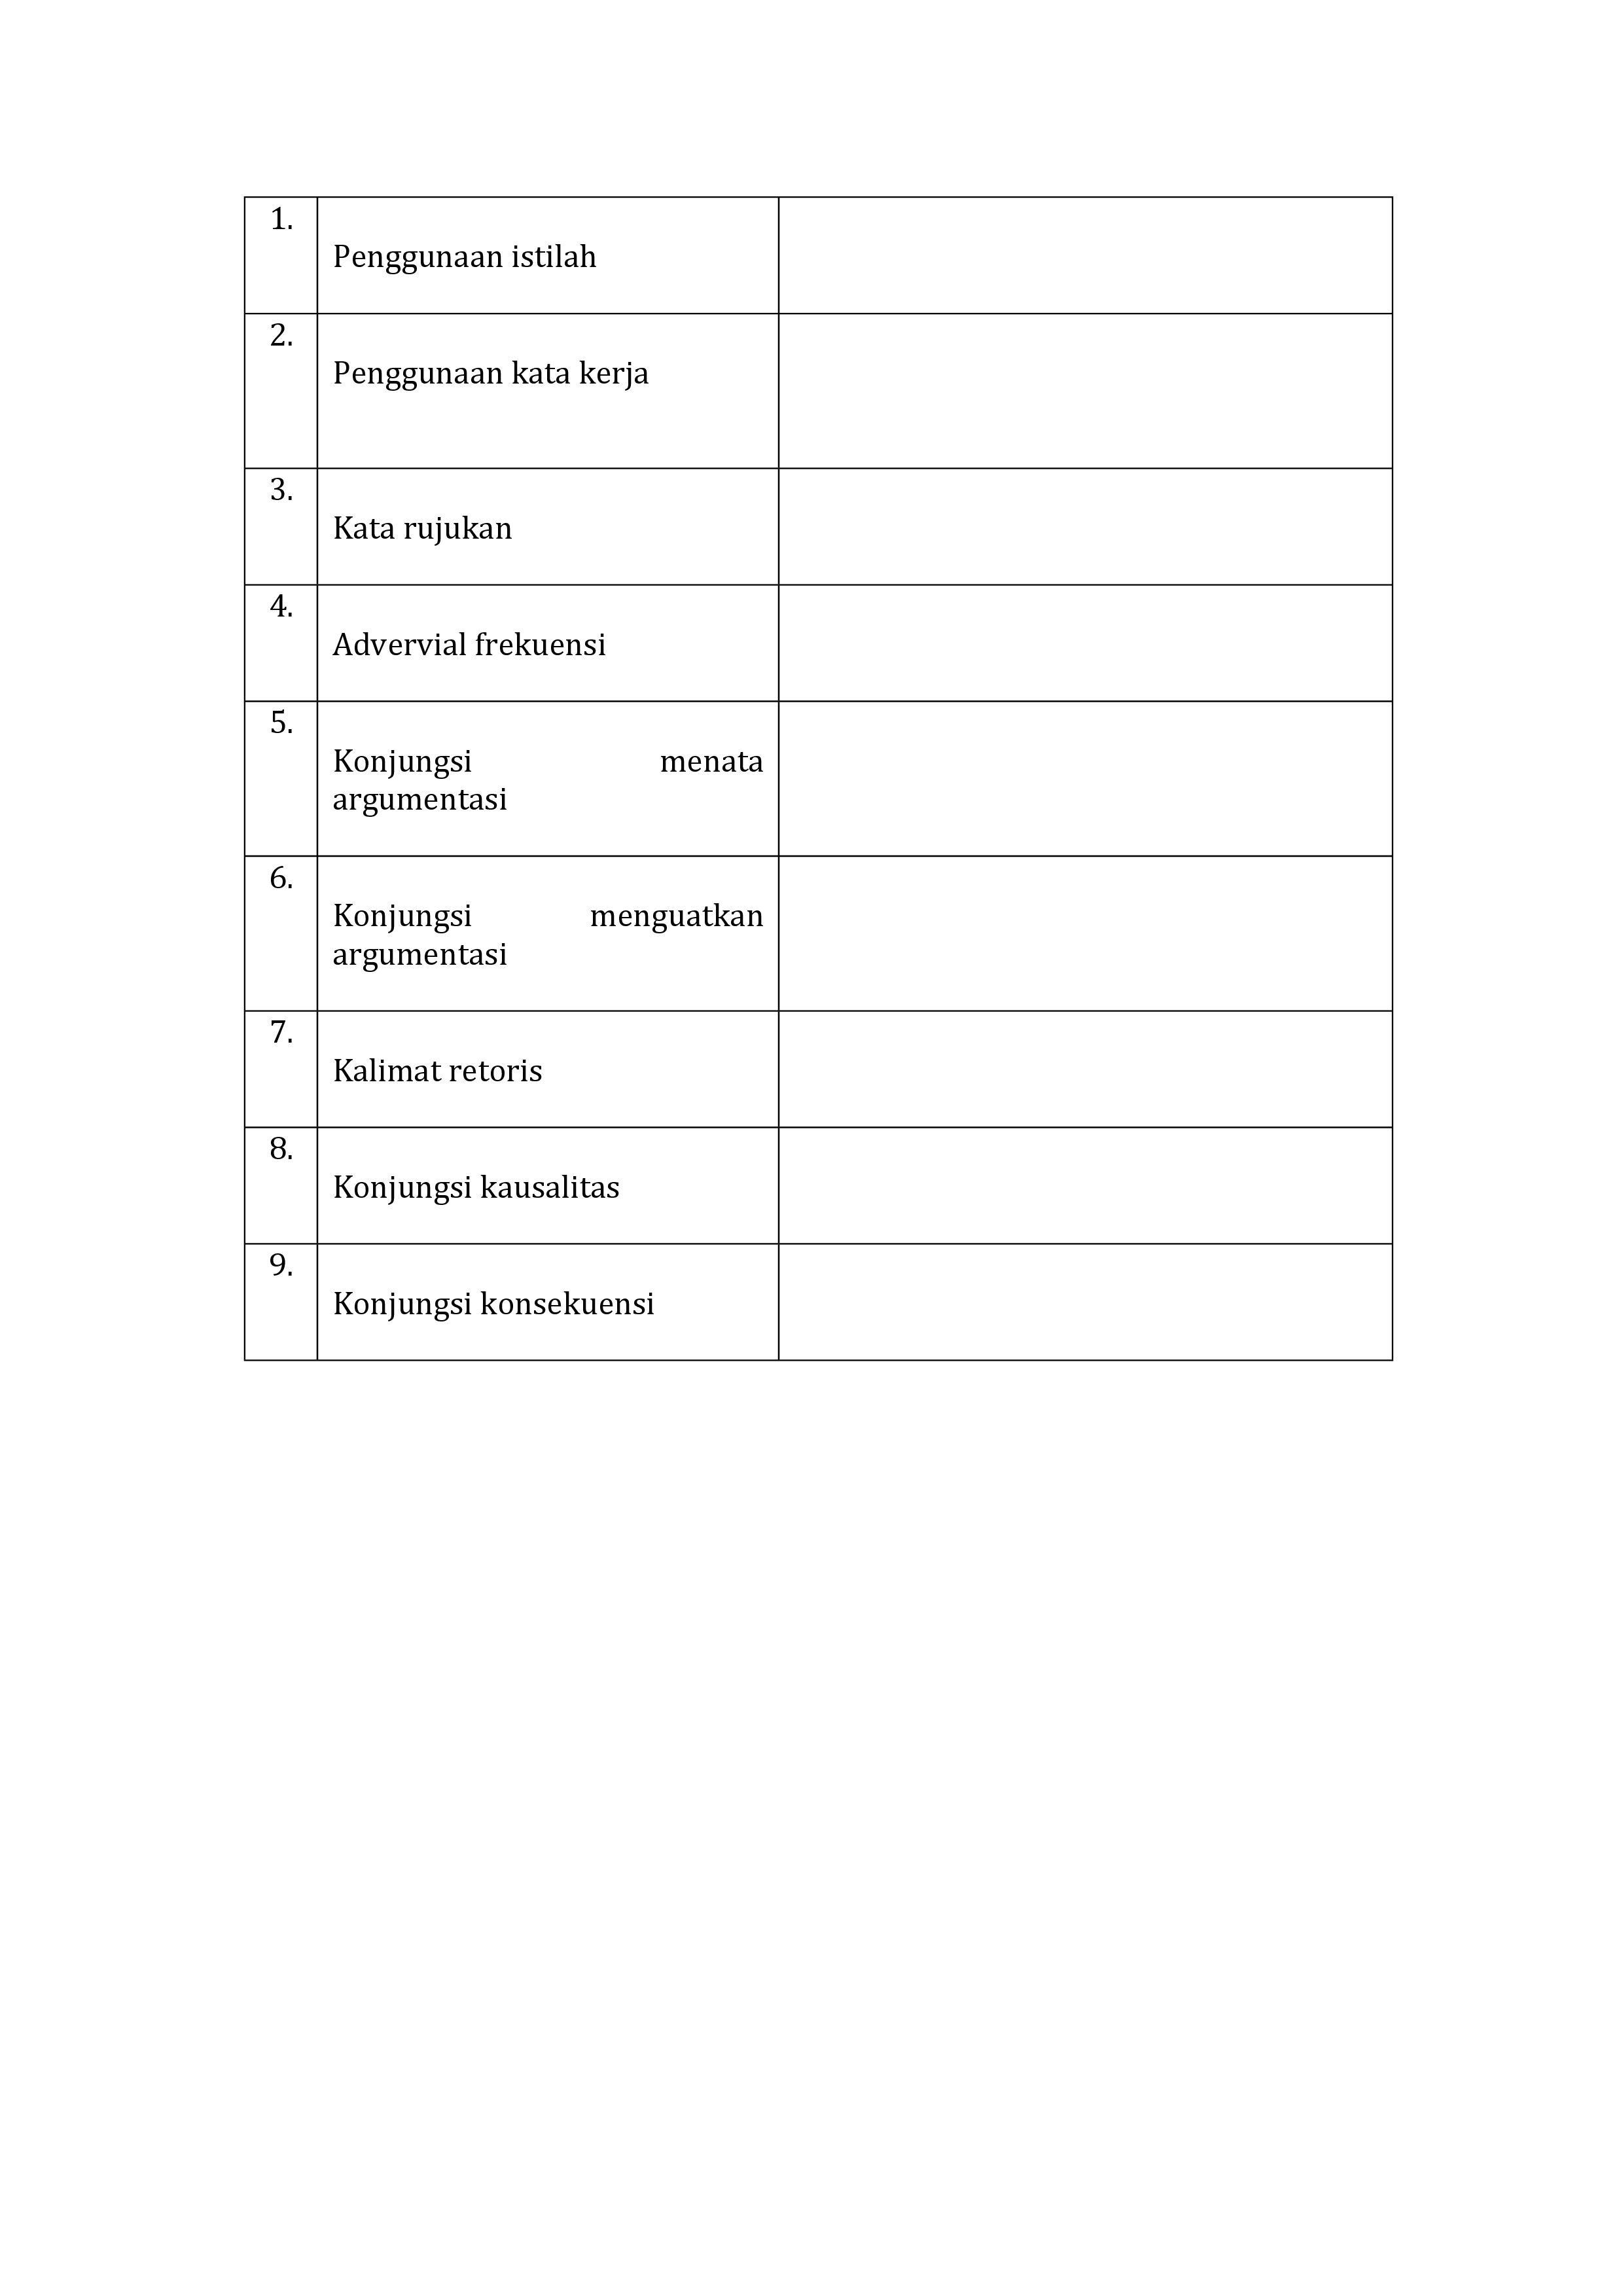 1.
Penggunaan istilah
2.
Penggunaan kata kerja
3.
Kata rujukan
4.
Advervial frekuensi
5.
Konjungsi menata
argumentasi
6.
Konjungsi menguatkan
argumentasi
7.
Kalimat retoris
8.
Konjungsi kausalitas
9.
Konjungsi konsekuensi